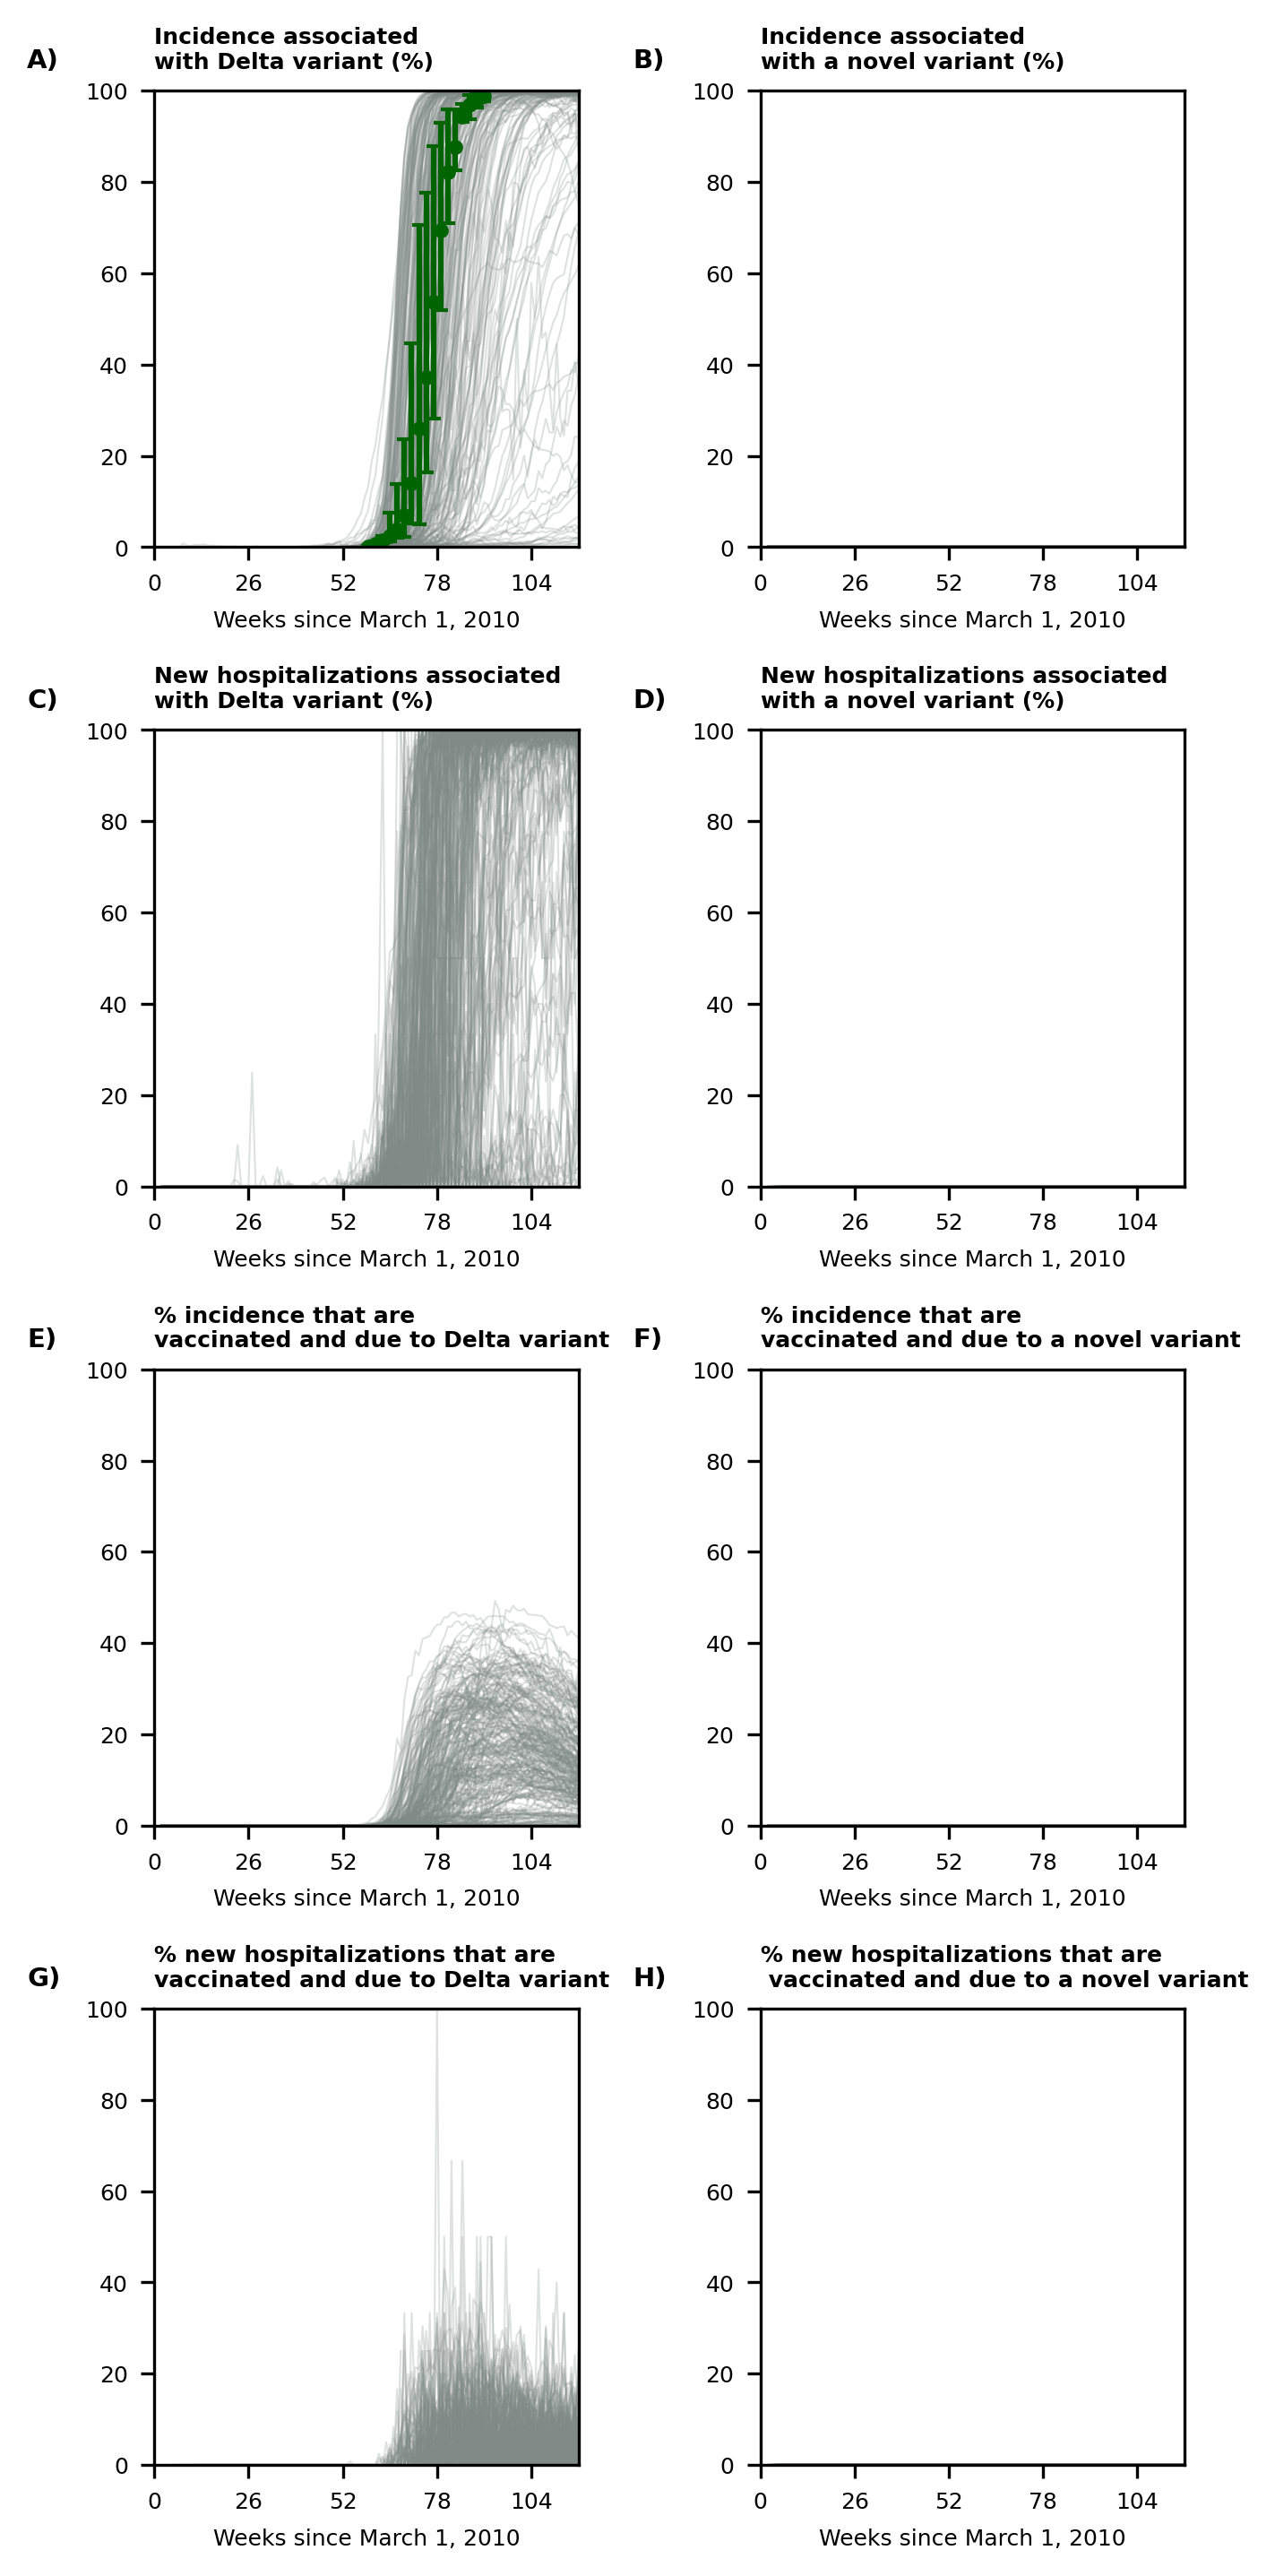 A)
Incidence associated
with Delta variant (%)
100
80
60
40
20
0
0 26 52 78 104
Weeks since March 1, 2010
B)
Incidence associated
with a novel variant (%)
100
80
60
40
20
0
0 26 52 78 104
Weeks since March 1, 2010
C)
New hospitalizations associated
with Delta variant (%)
100
80
60
40
20
0
0 26 52 78 104
Weeks since March 1, 2010
D)
New hospitalizations associated
with a novel variant (%)
100
80
60
40
20
0
0 26 52 78 104
Weeks since March 1, 2010
E)
% incidence that are
vaccinated and due to Delta variant
100
80
60
40
20
0
0 26 52 78 104
Weeks since March 1, 2010
F)
% incidence that are
vaccinated and due to a novel variant
100
80
60
40
20
0
0 26 52 78 104
Weeks since March 1, 2010
G)
% new hospitalizations that are
vaccinated and due to Delta variant
100
80
60
40
20
0
0 26 52 78 104
Weeks since March 1, 2010
H)
% new hospitalizations that are
vaccinated and due to a novel variant
100
80
60
40
20
0
0 26 52 78 104
Weeks since March 1, 2010